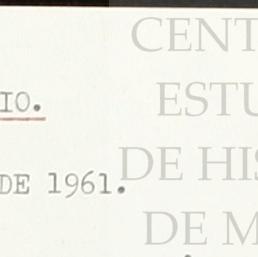 CENT
IO.
ESTU
DE 1961.
DE HIS
DE M